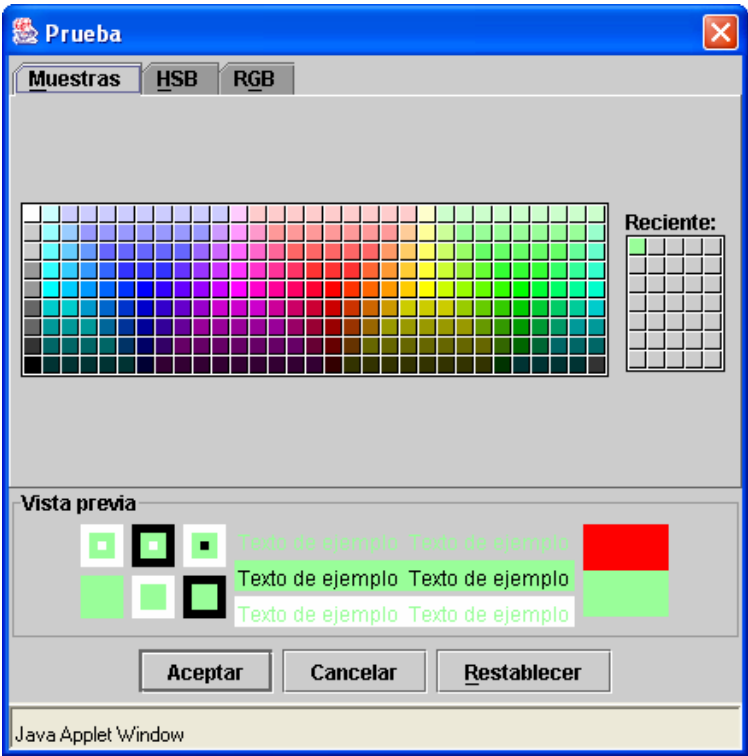 Prueba
Muestras HSB RGB
Reciente:
Vista previa
Texto de ejemplo Texto de ejemplo
Texto de ejemplo Texto de ejemplo
Texto de ejemplo Texto de ejemplo
Aceptar Cancelar Restablecer
Java Applet Window